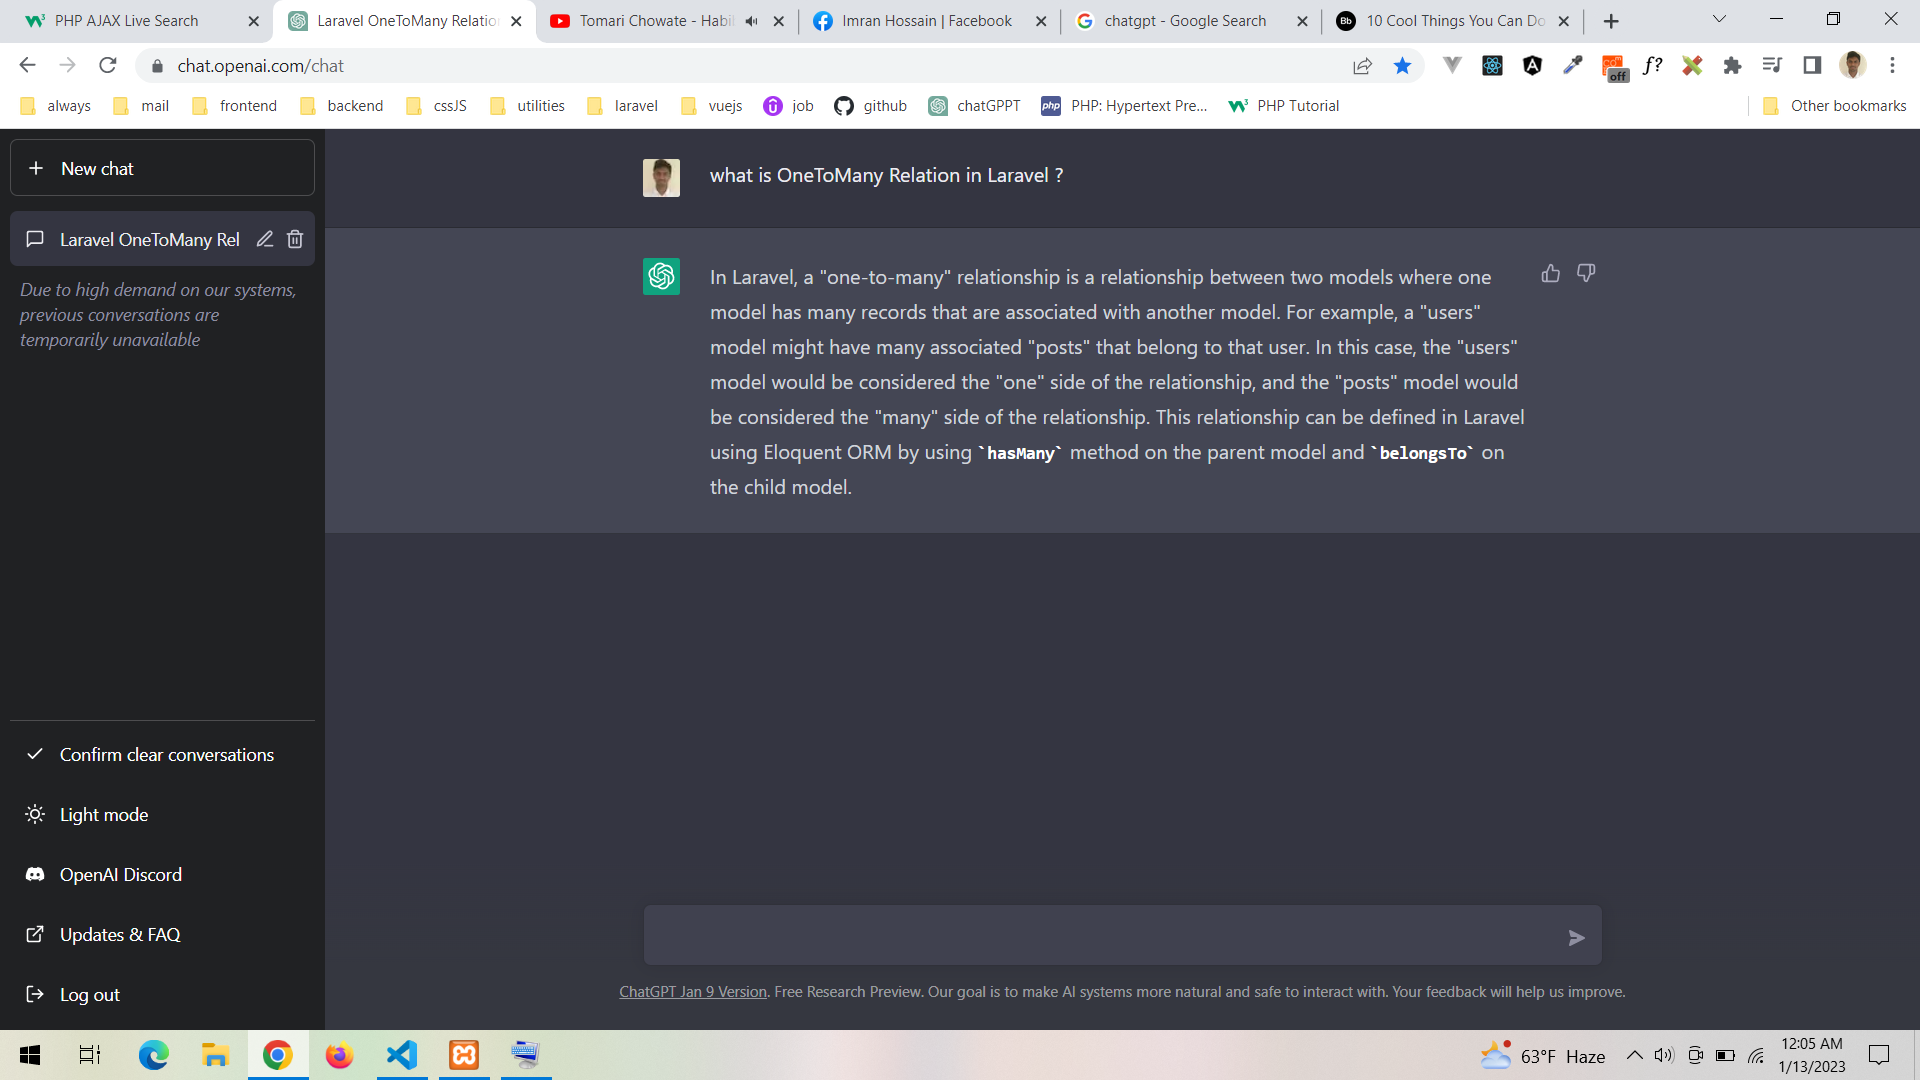 PHP AJAX Live Search
Laravel OneToMany Relatio
Tomari Chowate - Habil
Imran Hossain | Facebook
chatgpt - Google Search
10 Cool Things You Can Do
chat.openai.com/chat
off
f?
always
mail
frontend
backend
cssJS
utilities
laravel
vuejs
job
github
chatGPPT
php
PHP: Hypertext Pre...
PHP Tutorial
Other bookmarks
New chat
Laravel OneToMany Rel
Due to high demand on our systems,
previous conversations are
temporarily unavailable
Confirm clear conversations
Light mode
OpenAI Discord
Updates & FAQ
Log out
what is OneToMany Relation in Laravel ?
In Laravel, a "one-to-many" relationship is a relationship between two models where one
model has many records that are associated with another model. For example, a "users"
model might have many associated "posts" that belong to that user. In this case, the "users"
model would be considered the "one" side of the relationship, and the "posts" model would
be considered the "many" side of the relationship. This relationship can be defined in Laravel
using Eloquent ORM by using `hasMany` method on the parent model and `belongsTo` on
the child model.
ChatGPT Jan 9 Version. Free Research Preview. Our goal is to make AI systems more natural and safe to interact with. Your feedback will help us improve.
63°F Haze
12:05 AM
1/13/2023